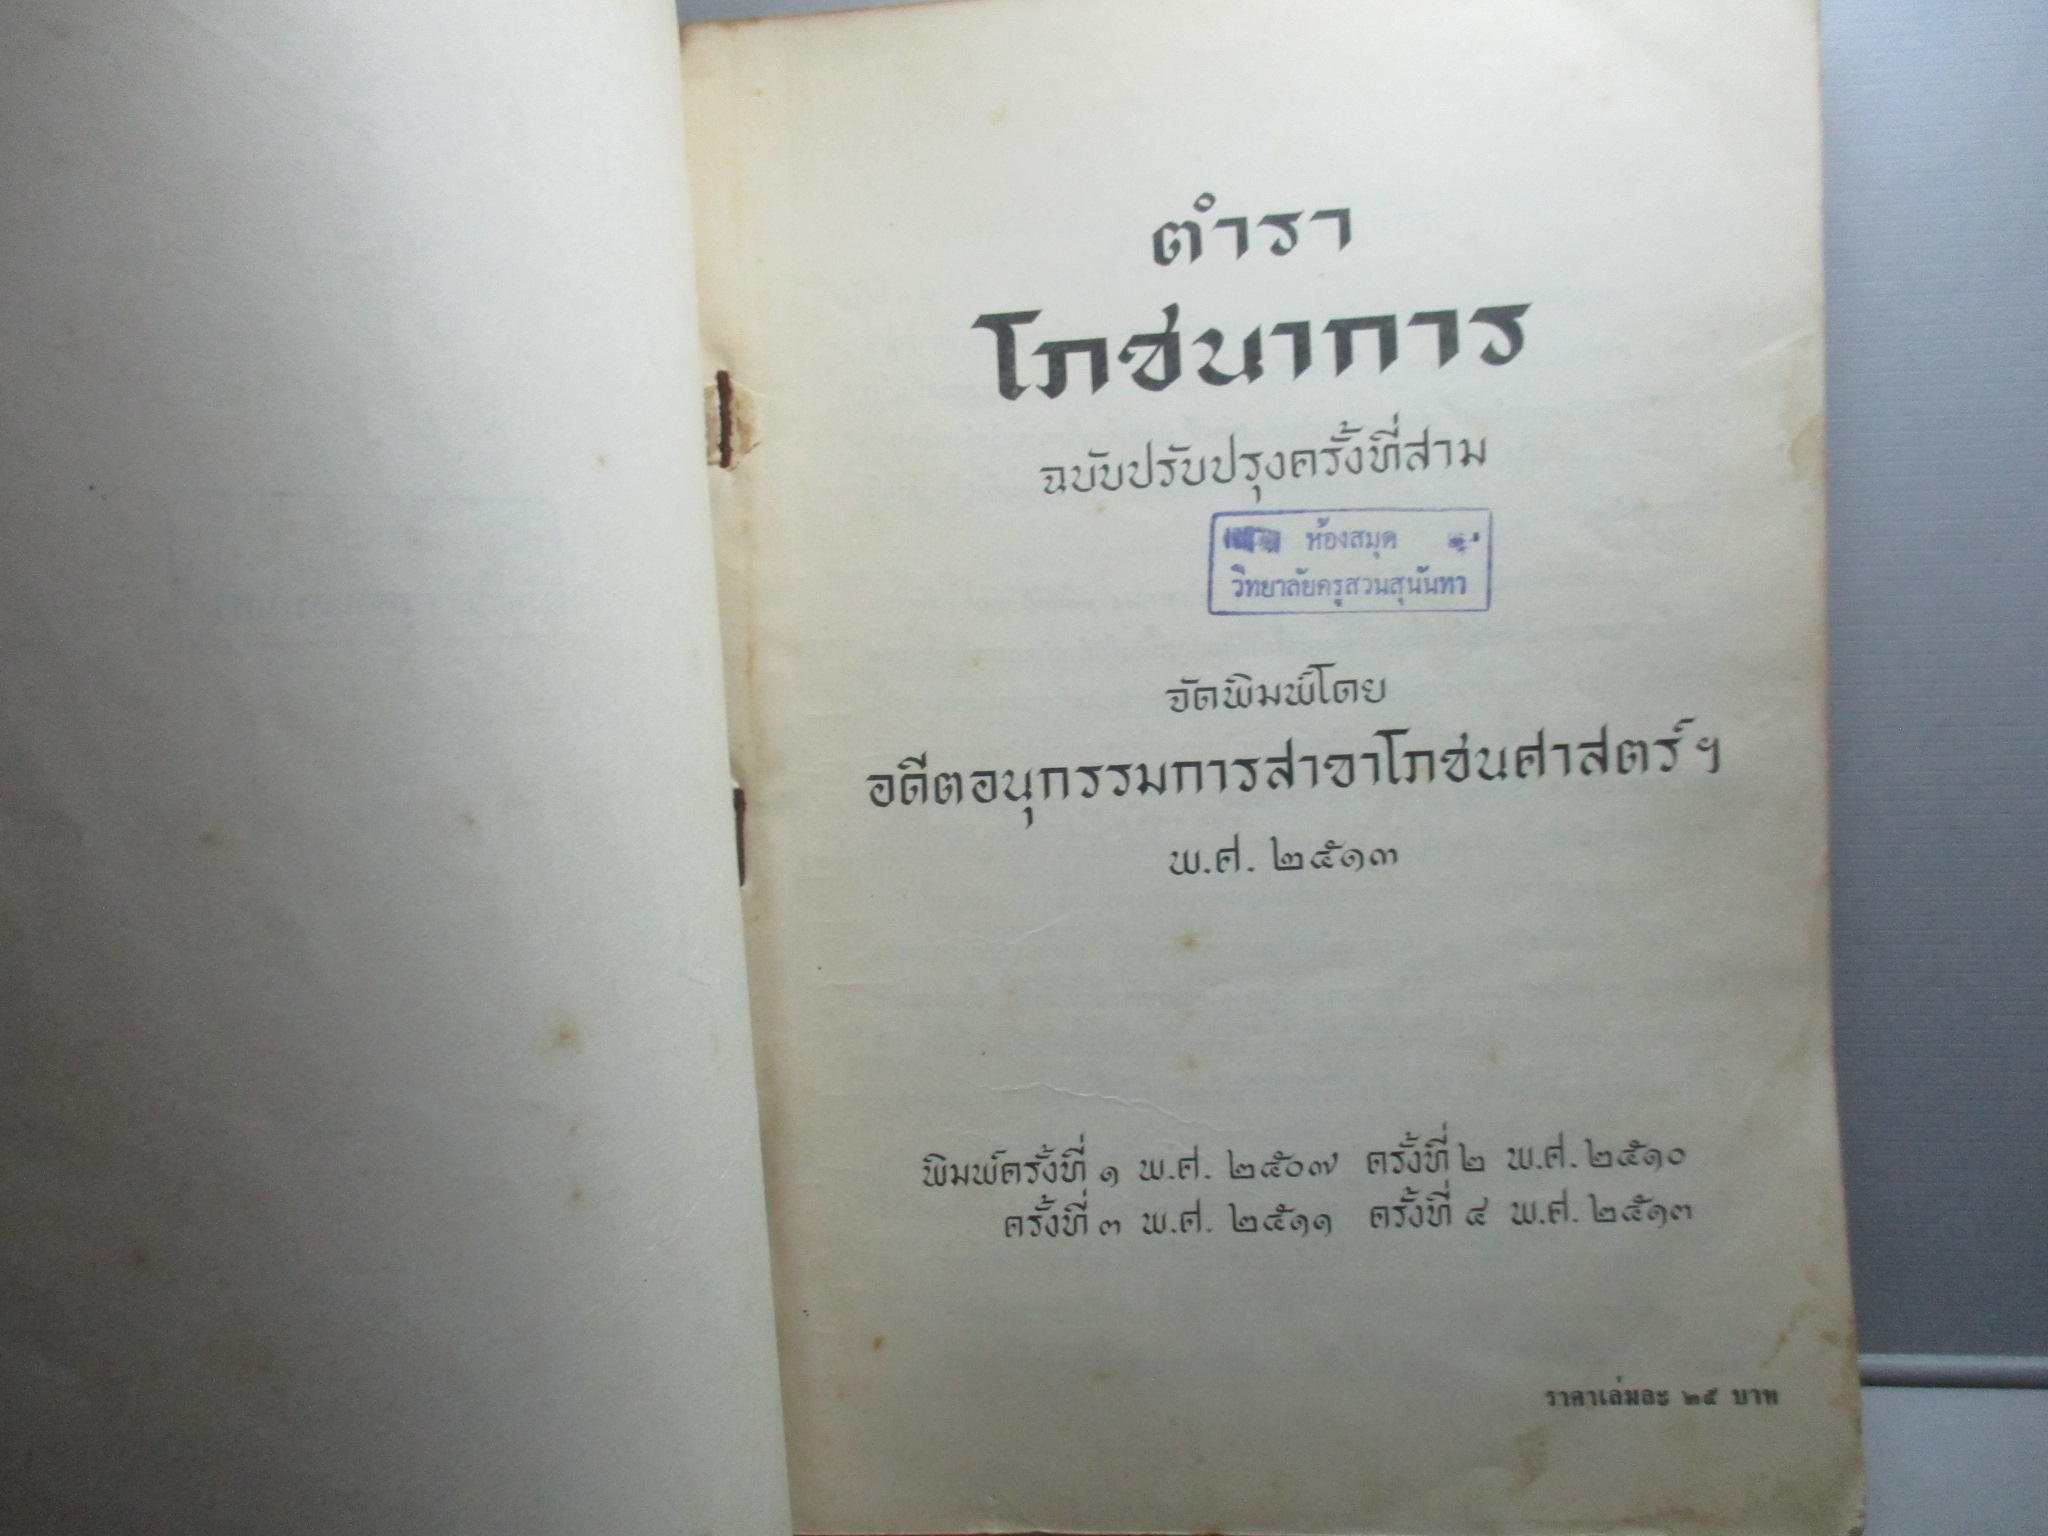 ตำรา
โภชนาการ
ฉบับปรับปรุงครั้งที่สาม
ห้องสมุด
วิทยาลัยครูสวนสุนันทา
จัดพิมพ์โดย
อดีตอนุกรรมการสาขาโภชนศาสตร์ฯ
พ.ศ. ๒๕๑๓
พิมพ์ครั้งที่ ๑ พ.ศ. ๒๕๐๗ ครั้งที่ ๒ พ.ศ. ๒๕๑๐
ครั้งที่ ๓ พ.ศ. ๒๕๑๑ ครั้งที่ ๔ พ.ศ. ๒๕๑๓
ราคาเล่มละ ๒๕ บาท